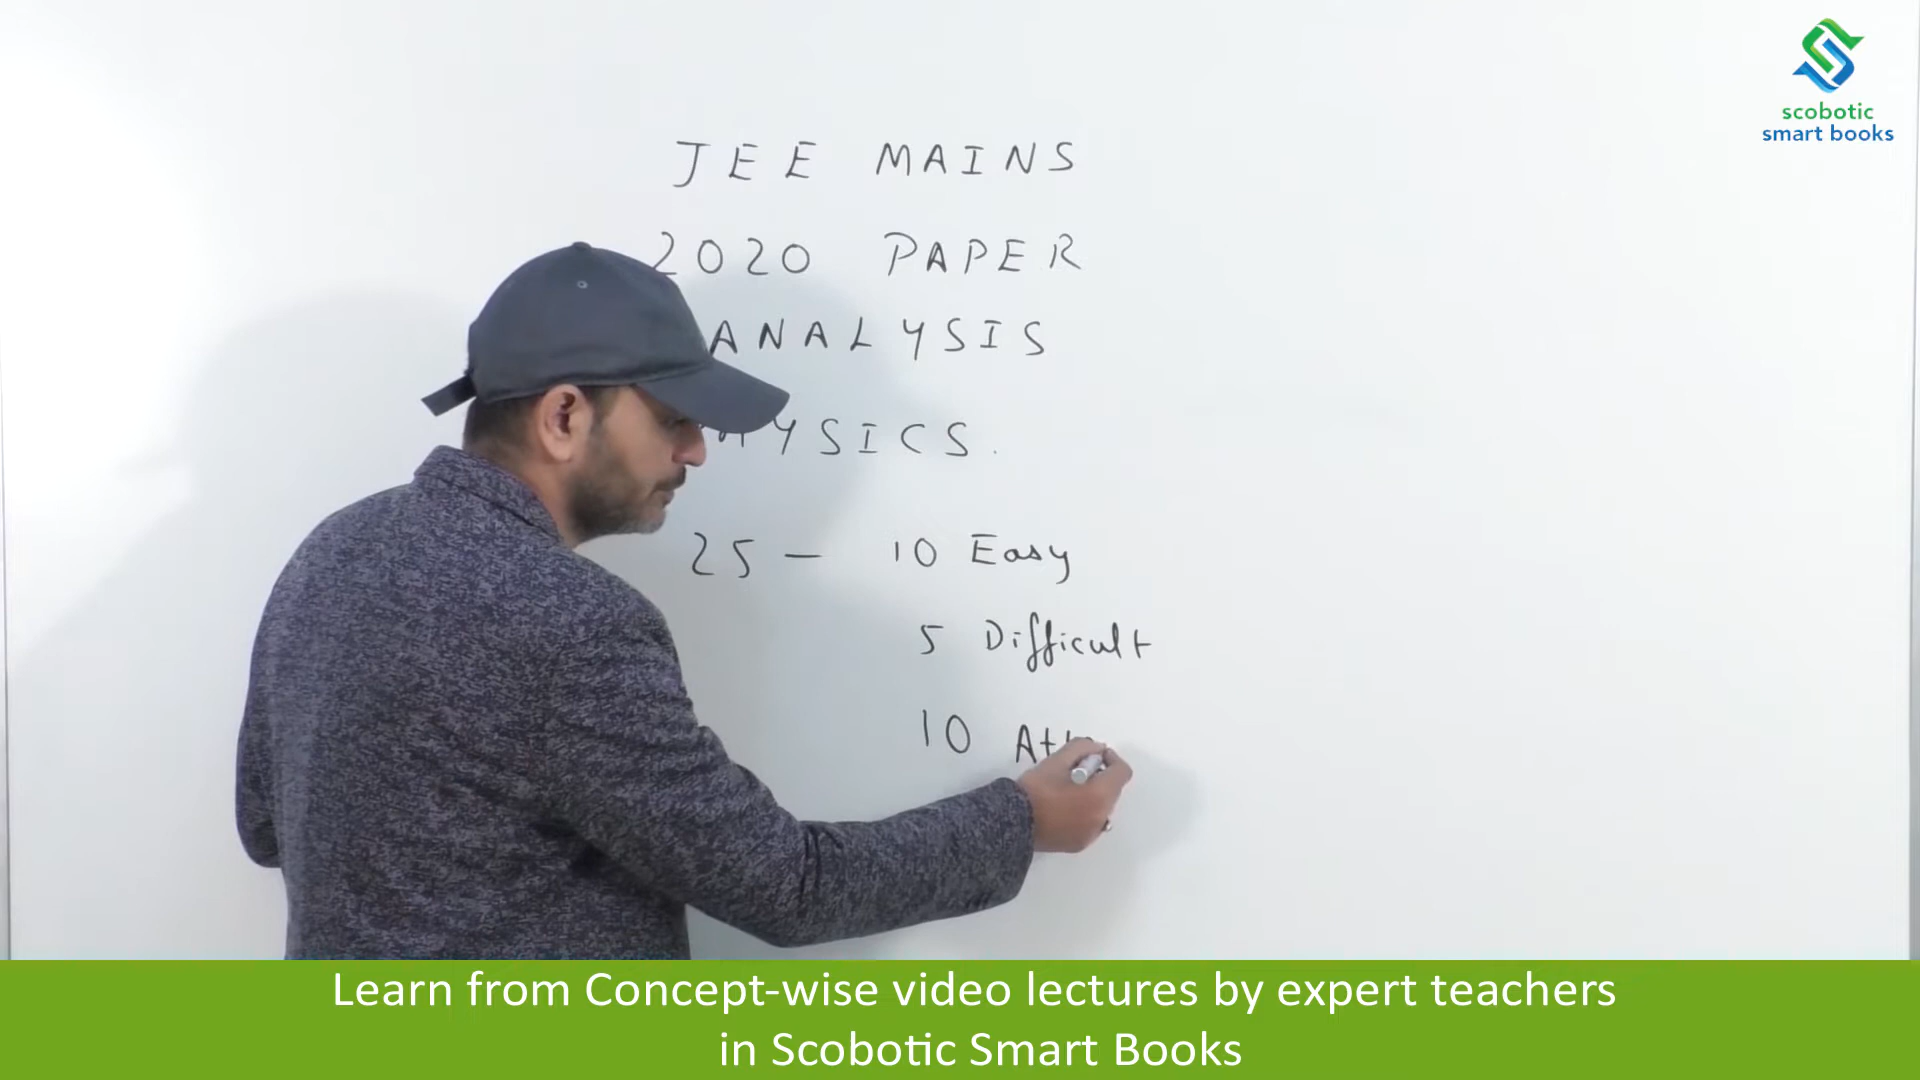 scobotic
smart books
JEE MAINS
2020 PAPER
ANALYSIS
25 - 10 Easy
5 Difficult
10
Learn from Concept-wise video lectures by expert teachers
in Scobotic Smart Books